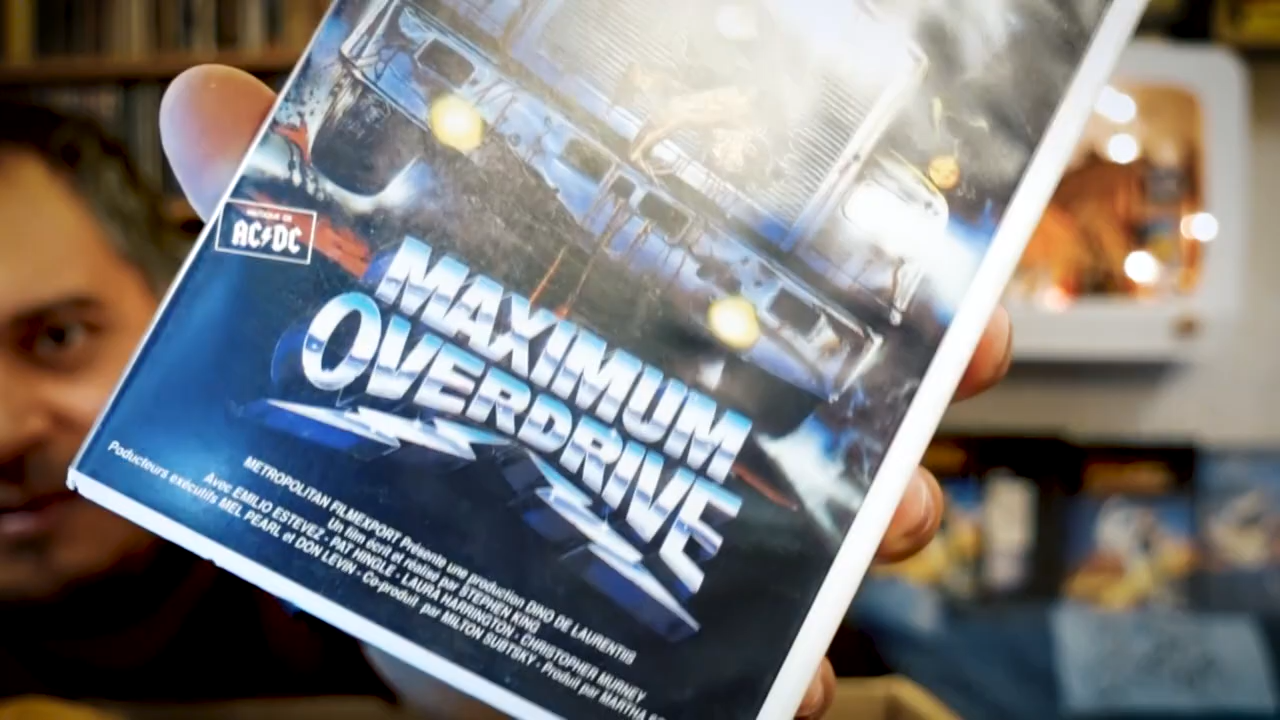 MUSIQUE DE
AC⚡DC
MAXIMUM
OVERDRIVE
METROPOLITAN FILMEXPORT Présente une production DINO DE LAURENTIIS
Un film écrit et réalisé par STEPHEN KING
Avec EMILIO ESTEVEZ - PAT HINGLE - LAURA HARRINGTON - CHRISTOPHER MURNEY
Poducteurs exécutifs MEL PEARL et DON LEVIN - Co-produit par MILTON SUBTSKY - Produit par MARTHA